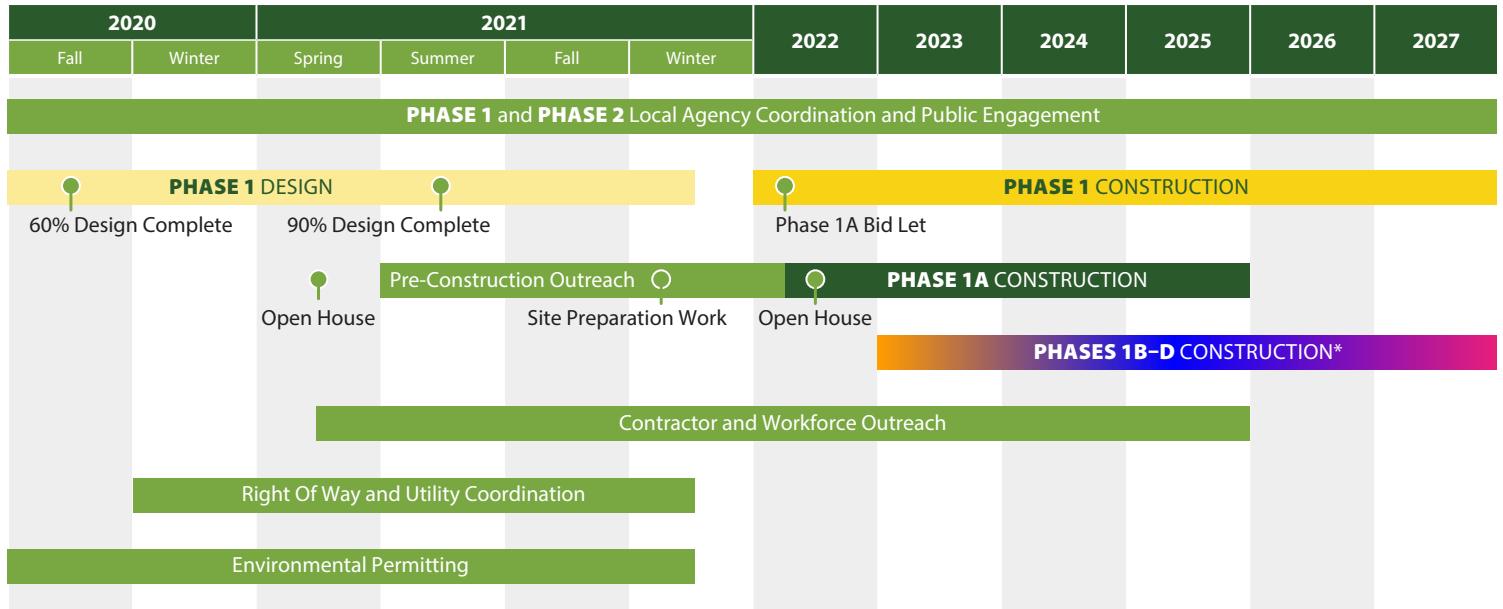 2020
2021
2022
2023
2024
2025
2026
2027
Fall
Winter
Spring
Summer
Fall
Winter
PHASE 1 and PHASE 2 Local Agency Coordination and Public Engagement
PHASE 1 DESIGN
PHASE 1 CONSTRUCTION
60% Design Complete
90% Design Complete
Phase 1A Bid Let
Pre-Construction Outreach
PHASE 1A CONSTRUCTION
Open House
Site Preparation Work
Open House
PHASES 1B–D CONSTRUCTION*
Contractor and Workforce Outreach
Right Of Way and Utility Coordination
Environmental Permitting